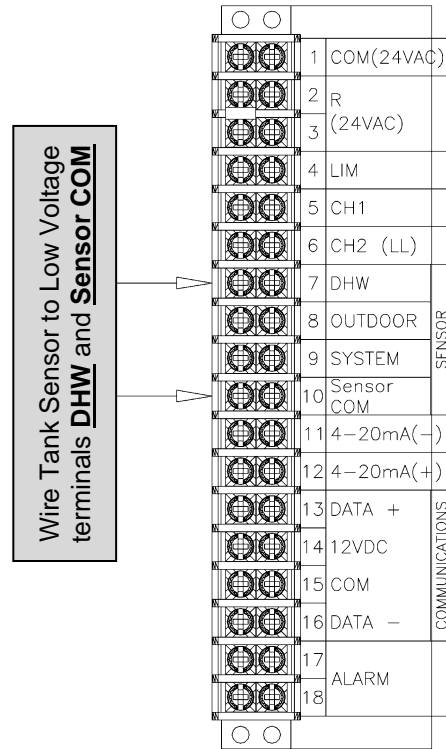 Wire Tank Sensor to Low Voltage
terminals DHW and Sensor COM
1 COM(24VAC)
2 R
3 (24VAC)
4 LIM
5 CH1
6 CH2 (LL)
7 DHW
8 OUTDOOR
9 SYSTEM
10 Sensor
COM
SENSOR
11 4-20mA(-)
12 4-20mA(+)
13 DATA +
14 12VDC
15 COM
16 DATA -
COMMUNICATIONS
17
ALARM
18